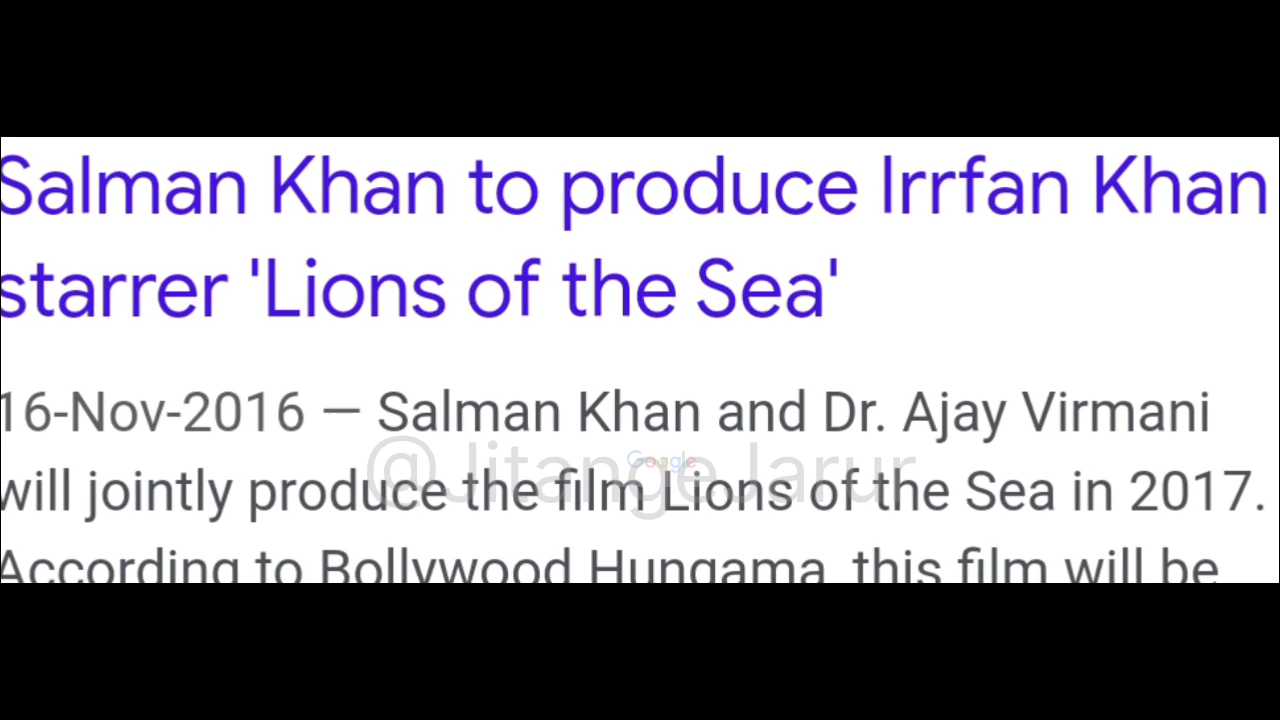 Salman Khan to produce Irrfan Khan
starrer 'Lions of the Sea'
16-Nov-2016 — Salman Khan and Dr. Ajay Virmani
@JitangeJarur
Google
will jointly produce the film Lions of the Sea in 2017.
According to Bollywood Hungama, this film will be